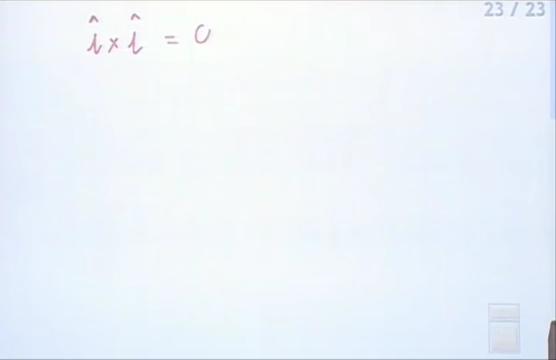 23 / 23
î × î = 0